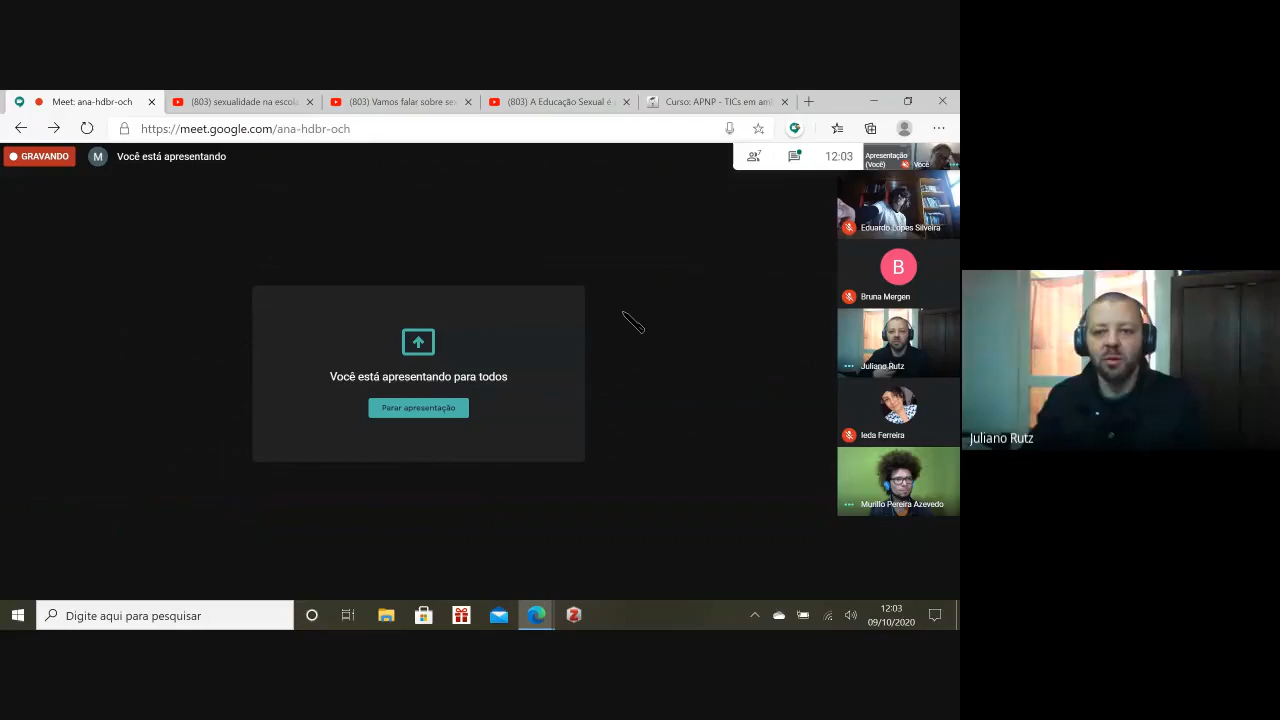 Meet: ana-hdbr-och
(803) sexualidade na escola
(803) Vamos falar sobre se
(803) A Educação Sexual é
Curso: APNP - TICs em am
https://meet.google.com/ana-hdbr-och
GRAVANDO
M
Você está apresentando
7
12:03
Apresentação
(Você)
Você
Eduardo Lopes Silveira
B
Bruna Mergen
Juliano Rutz
Ieda Ferreira
Murillo Pereira Azevedo
Você está apresentando para todos
Parar apresentação
Juliano Rutz
Digite aqui para pesquisar
Z
12:03
09/10/2020